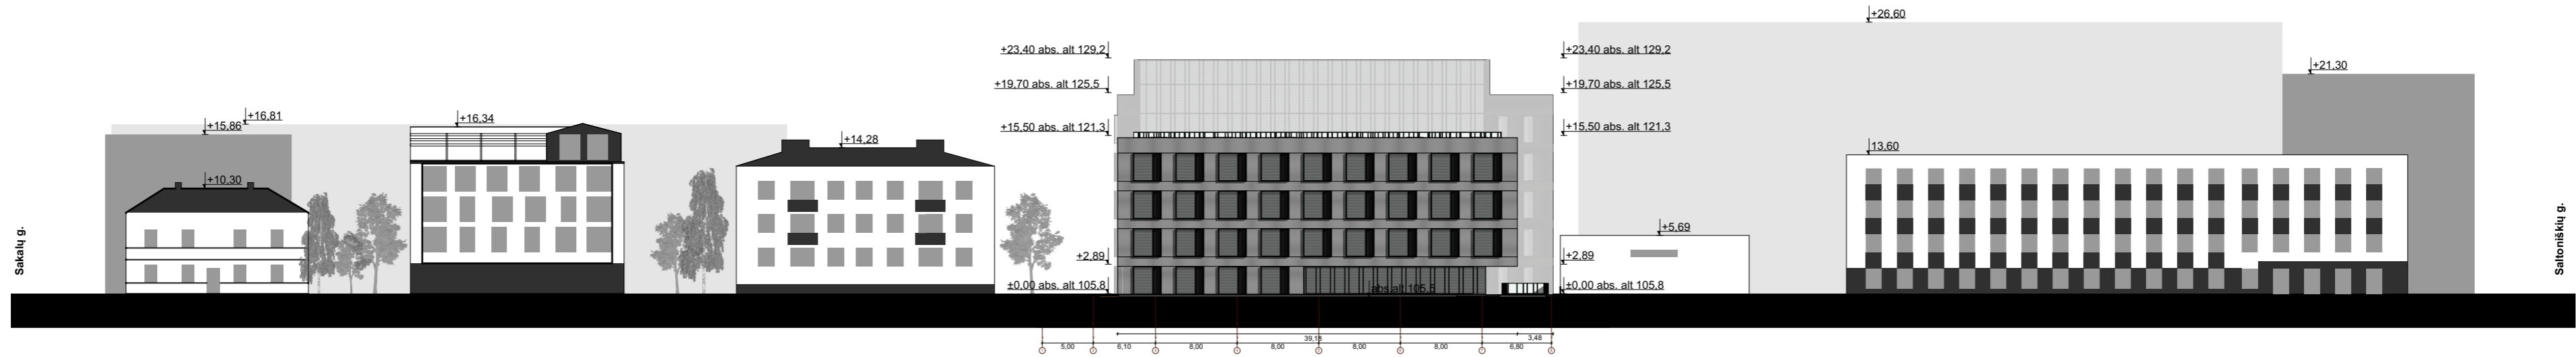 +26,60
+23,40 abs. alt 129,2
+23,40 abs. alt 129,2
+21,30
+19,70 abs. alt 125,5
+19,70 abs. alt 125,5
+16,81
+16,34
+15,86
+15,50 abs. alt 121,3
+15,50 abs. alt 121,3
+14,28
13,60
+10,30
+5,69
Sakalų g.
Saltoniškių g.
+2,89
+2,89
±0,00 abs. alt 105,8
abs.alt 105,5
±0,00 abs. alt 105,8
39,18
3,48
5,00
6,10
8,00
8,00
8,00
8,00
6,80